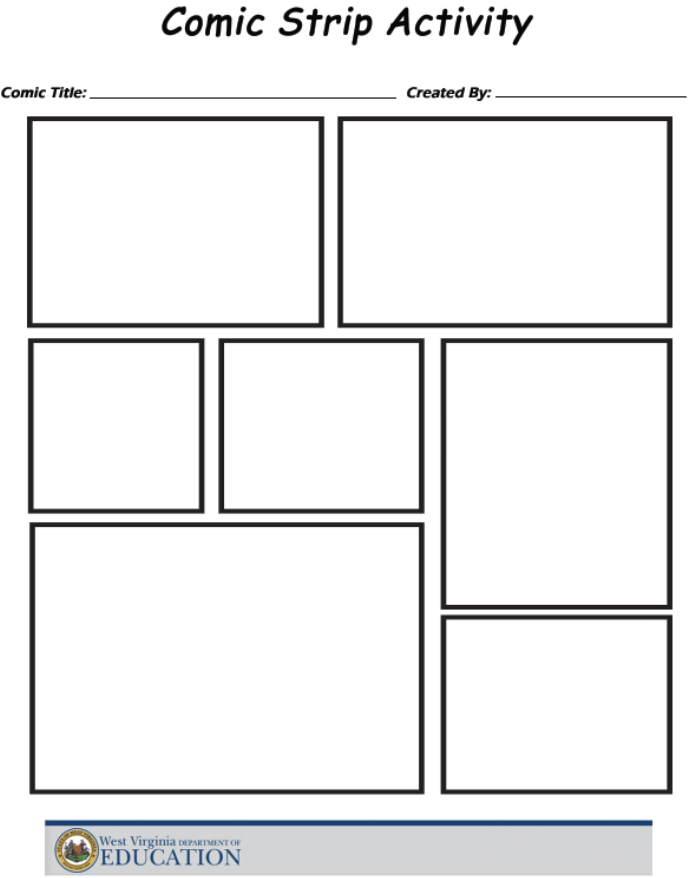 Comic Strip Activity
Comic Title: Created By:
West Virginia DEPARTMENT OF
EDUCATION